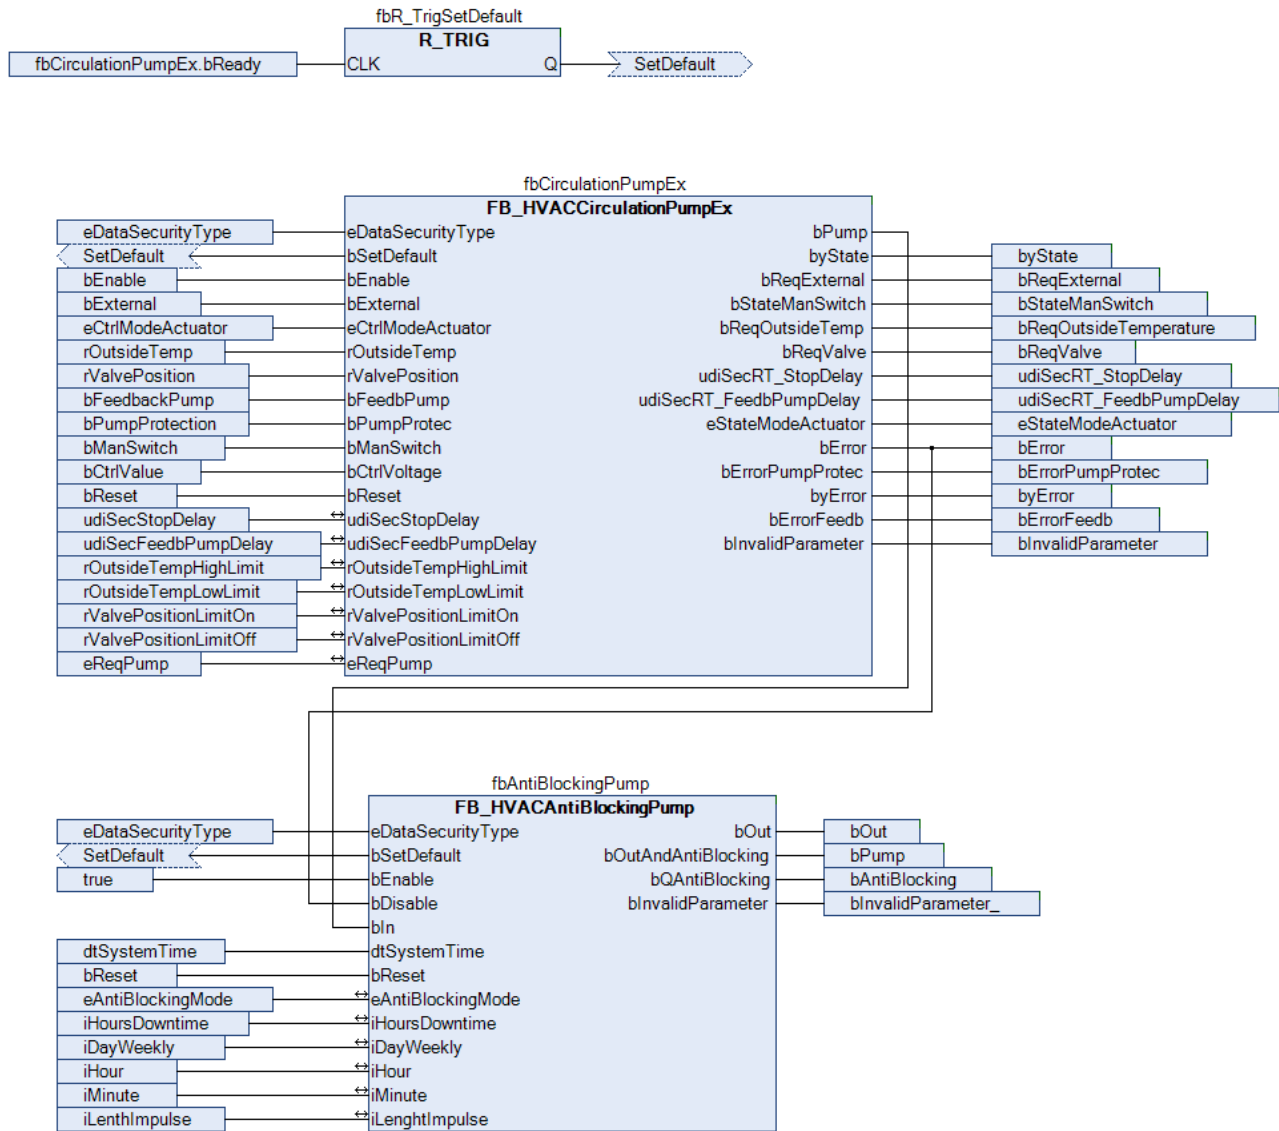 fbR_TrigSetDefault
R_TRIG
fbCirculationPumpEx.bReady CLK Q SetDefault
fbCirculationPumpEx
FB_HVACCirculationPumpEx
eDataSecurityType eDataSecurityType bPump
SetDefault bSetDefault byState byState
bEnable bEnable bReqExternal bReqExternal
bExternal bExternal bStateManSwitch bStateManSwitch
eCtrlModeActuator eCtrlModeActuator bReqOutsideTemp bReqOutsideTemperature
rOutsideTemp rOutsideTemp bReqValve bReqValve
rValvePosition rValvePosition udiSecRT_StopDelay udiSecRT_StopDelay
bFeedbackPump bFeedbPump udiSecRT_FeedbPumpDelay udiSecRT_FeedbPumpDelay
bPumpProtection bPumpProtec eStateModeActuator eStateModeActuator
bManSwitch bManSwitch bError bError
bCtrlValue bCtrlVoltage bErrorPumpProtec bErrorPumpProtec
bReset bReset byError byError
udiSecStopDelay udiSecStopDelay bErrorFeedb bErrorFeedb
udiSecFeedbPumpDelay udiSecFeedbPumpDelay bInvalidParameter bInvalidParameter
rOutsideTempHighLimit rOutsideTempHighLimit
rOutsideTempLowLimit rOutsideTempLowLimit
rValvePositionLimitOn rValvePositionLimitOn
rValvePositionLimitOff rValvePositionLimitOff
eReqPump eReqPump
fbAntiBlockingPump
FB_HVACAntiBlockingPump
eDataSecurityType eDataSecurityType bOut bOut
SetDefault bSetDefault bOutAndAntiBlocking bPump
true bEnable bQAntiBlocking bAntiBlocking
bDisable bInvalidParameter bInvalidParameter_
bIn
dtSystemTime dtSystemTime
bReset bReset
eAntiBlockingMode eAntiBlockingMode
iHoursDowntime iHoursDowntime
iDayWeekly iDayWeekly
iHour iHour
iMinute iMinute
iLenthImpulse iLenghtImpulse